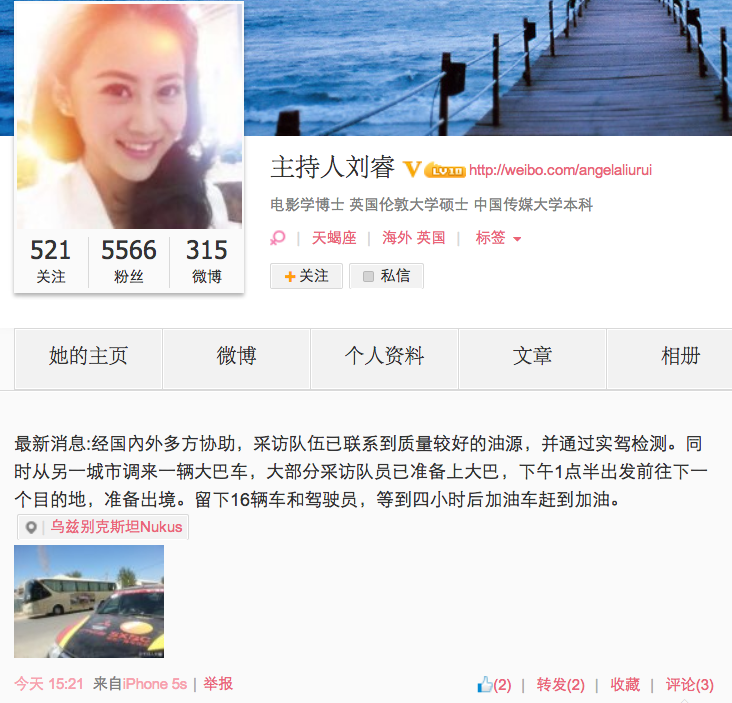 主持人刘睿 V LV10 http://weibo.com/angelaliurui
电影学博士 英国伦敦大学硕士 中国传媒大学本科
521 5566 315
关注 粉丝 微博
| 天蝎座 | 海外 英国 | 标签
+关注 私信
她的主页 微博 个人资料 文章 相册
最新消息:经国内外多方协助，采访队伍已联系到质量较好的油源，并通过实驾检测。同
时从另一城市调来一辆大巴车，大部分采访队员已准备上大巴，下午1点半出发前往下一
个目的地，准备出境。留下16辆车和驾驶员，等到四小时后加油车赶到加油。
| 乌兹别克斯坦Nukus
今天 15:21 来自iPhone 5s | 举报 (2) | 转发(2) | 收藏 | 评论(3)